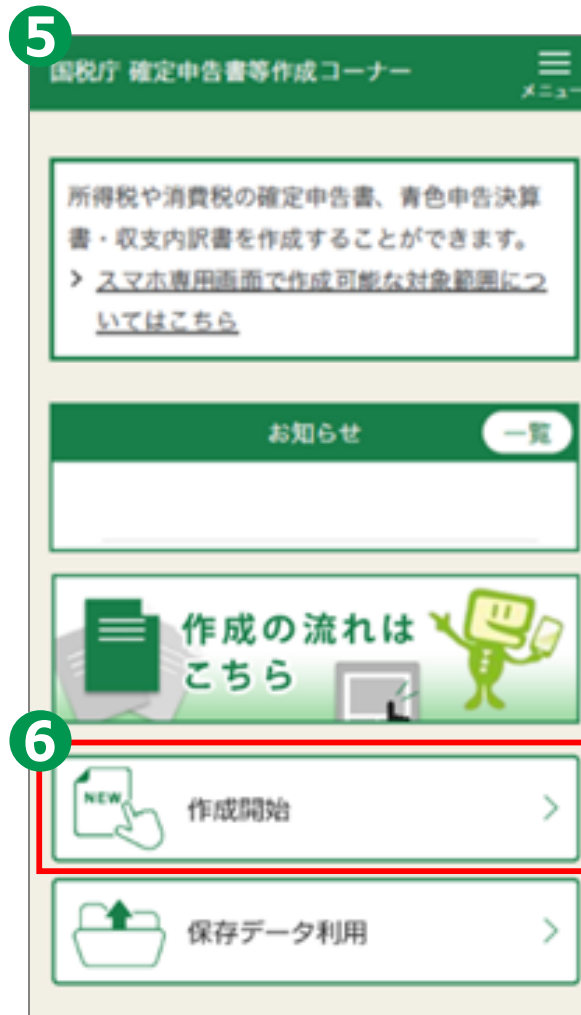 5
国税庁 確定申告書等作成コーナー
メニュー
所得税や消費税の確定申告書、青色申告決算
書・収支内訳書を作成することができます。
> スマホ専用画面で作成可能な対象範囲につ
いてはこちら
お知らせ
一覧
作成の流れは
こちら
6
NEW
作成開始 >
保存データ利用 >